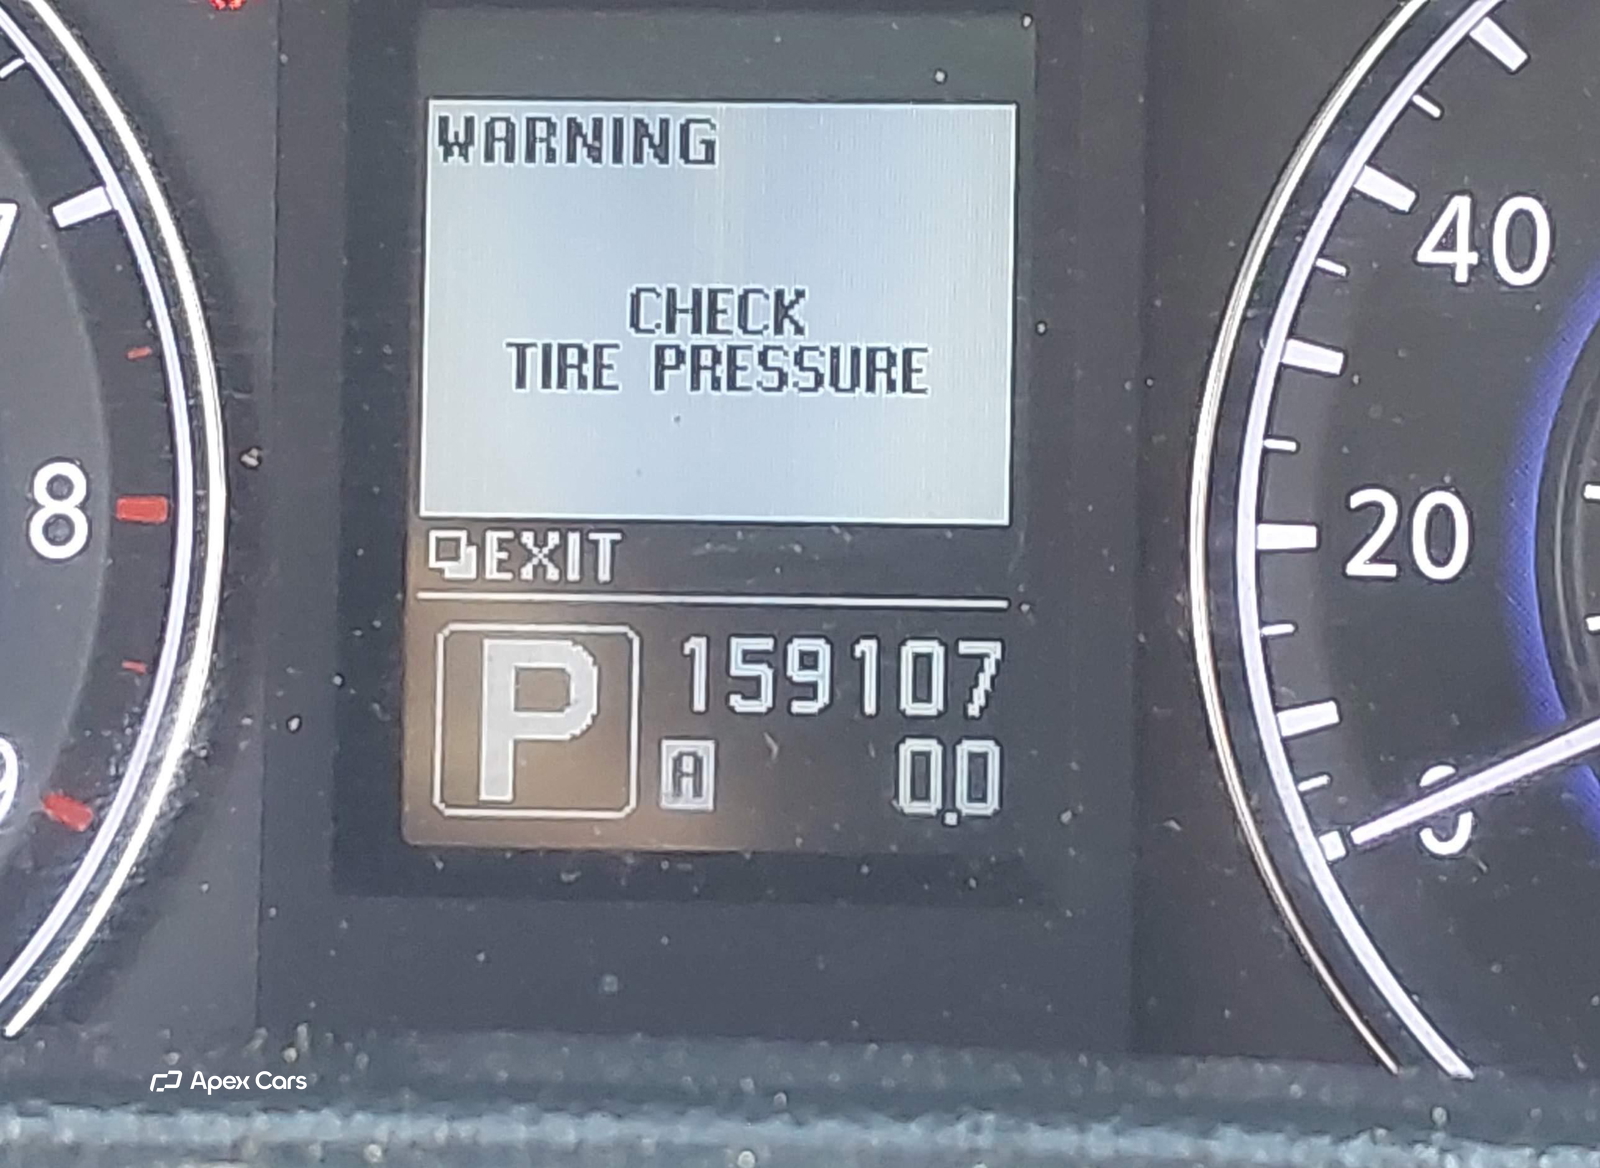 WARNING
CHECK
TIRE PRESSURE
EXIT
P
159107
A 0.0
8
40
20
Apex Cars